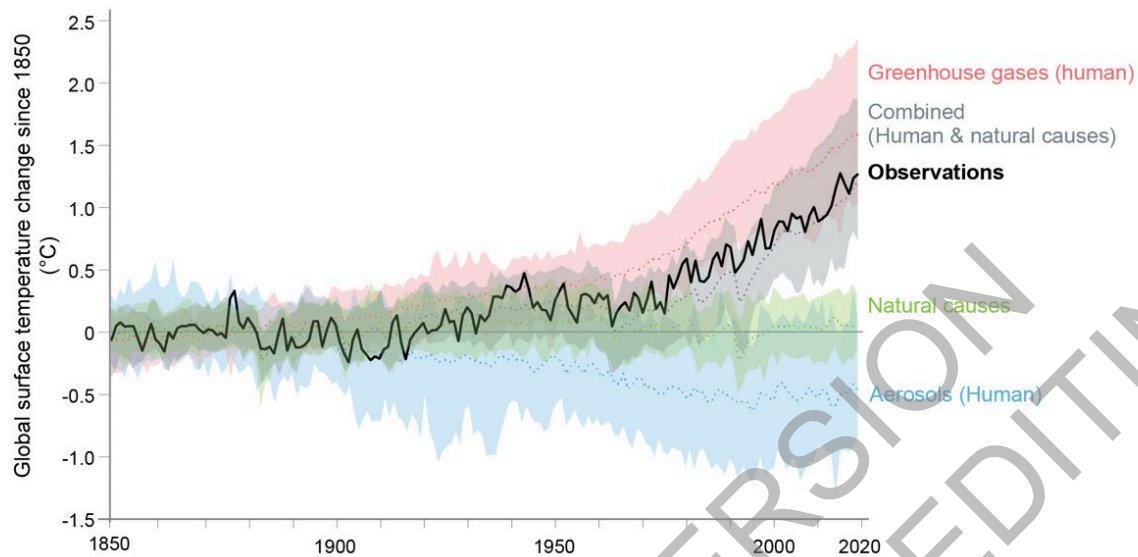 Global surface temperature change since 1850
(°C)
2.5
2.0
1.5
1.0
0.5
0
-0.5
-1.0
-1.5
1850
1900
1950
2000
2020
Greenhouse gases (human)
Combined
(Human & natural causes)
Observations
Natural causes
Aerosols (Human)
VERSION